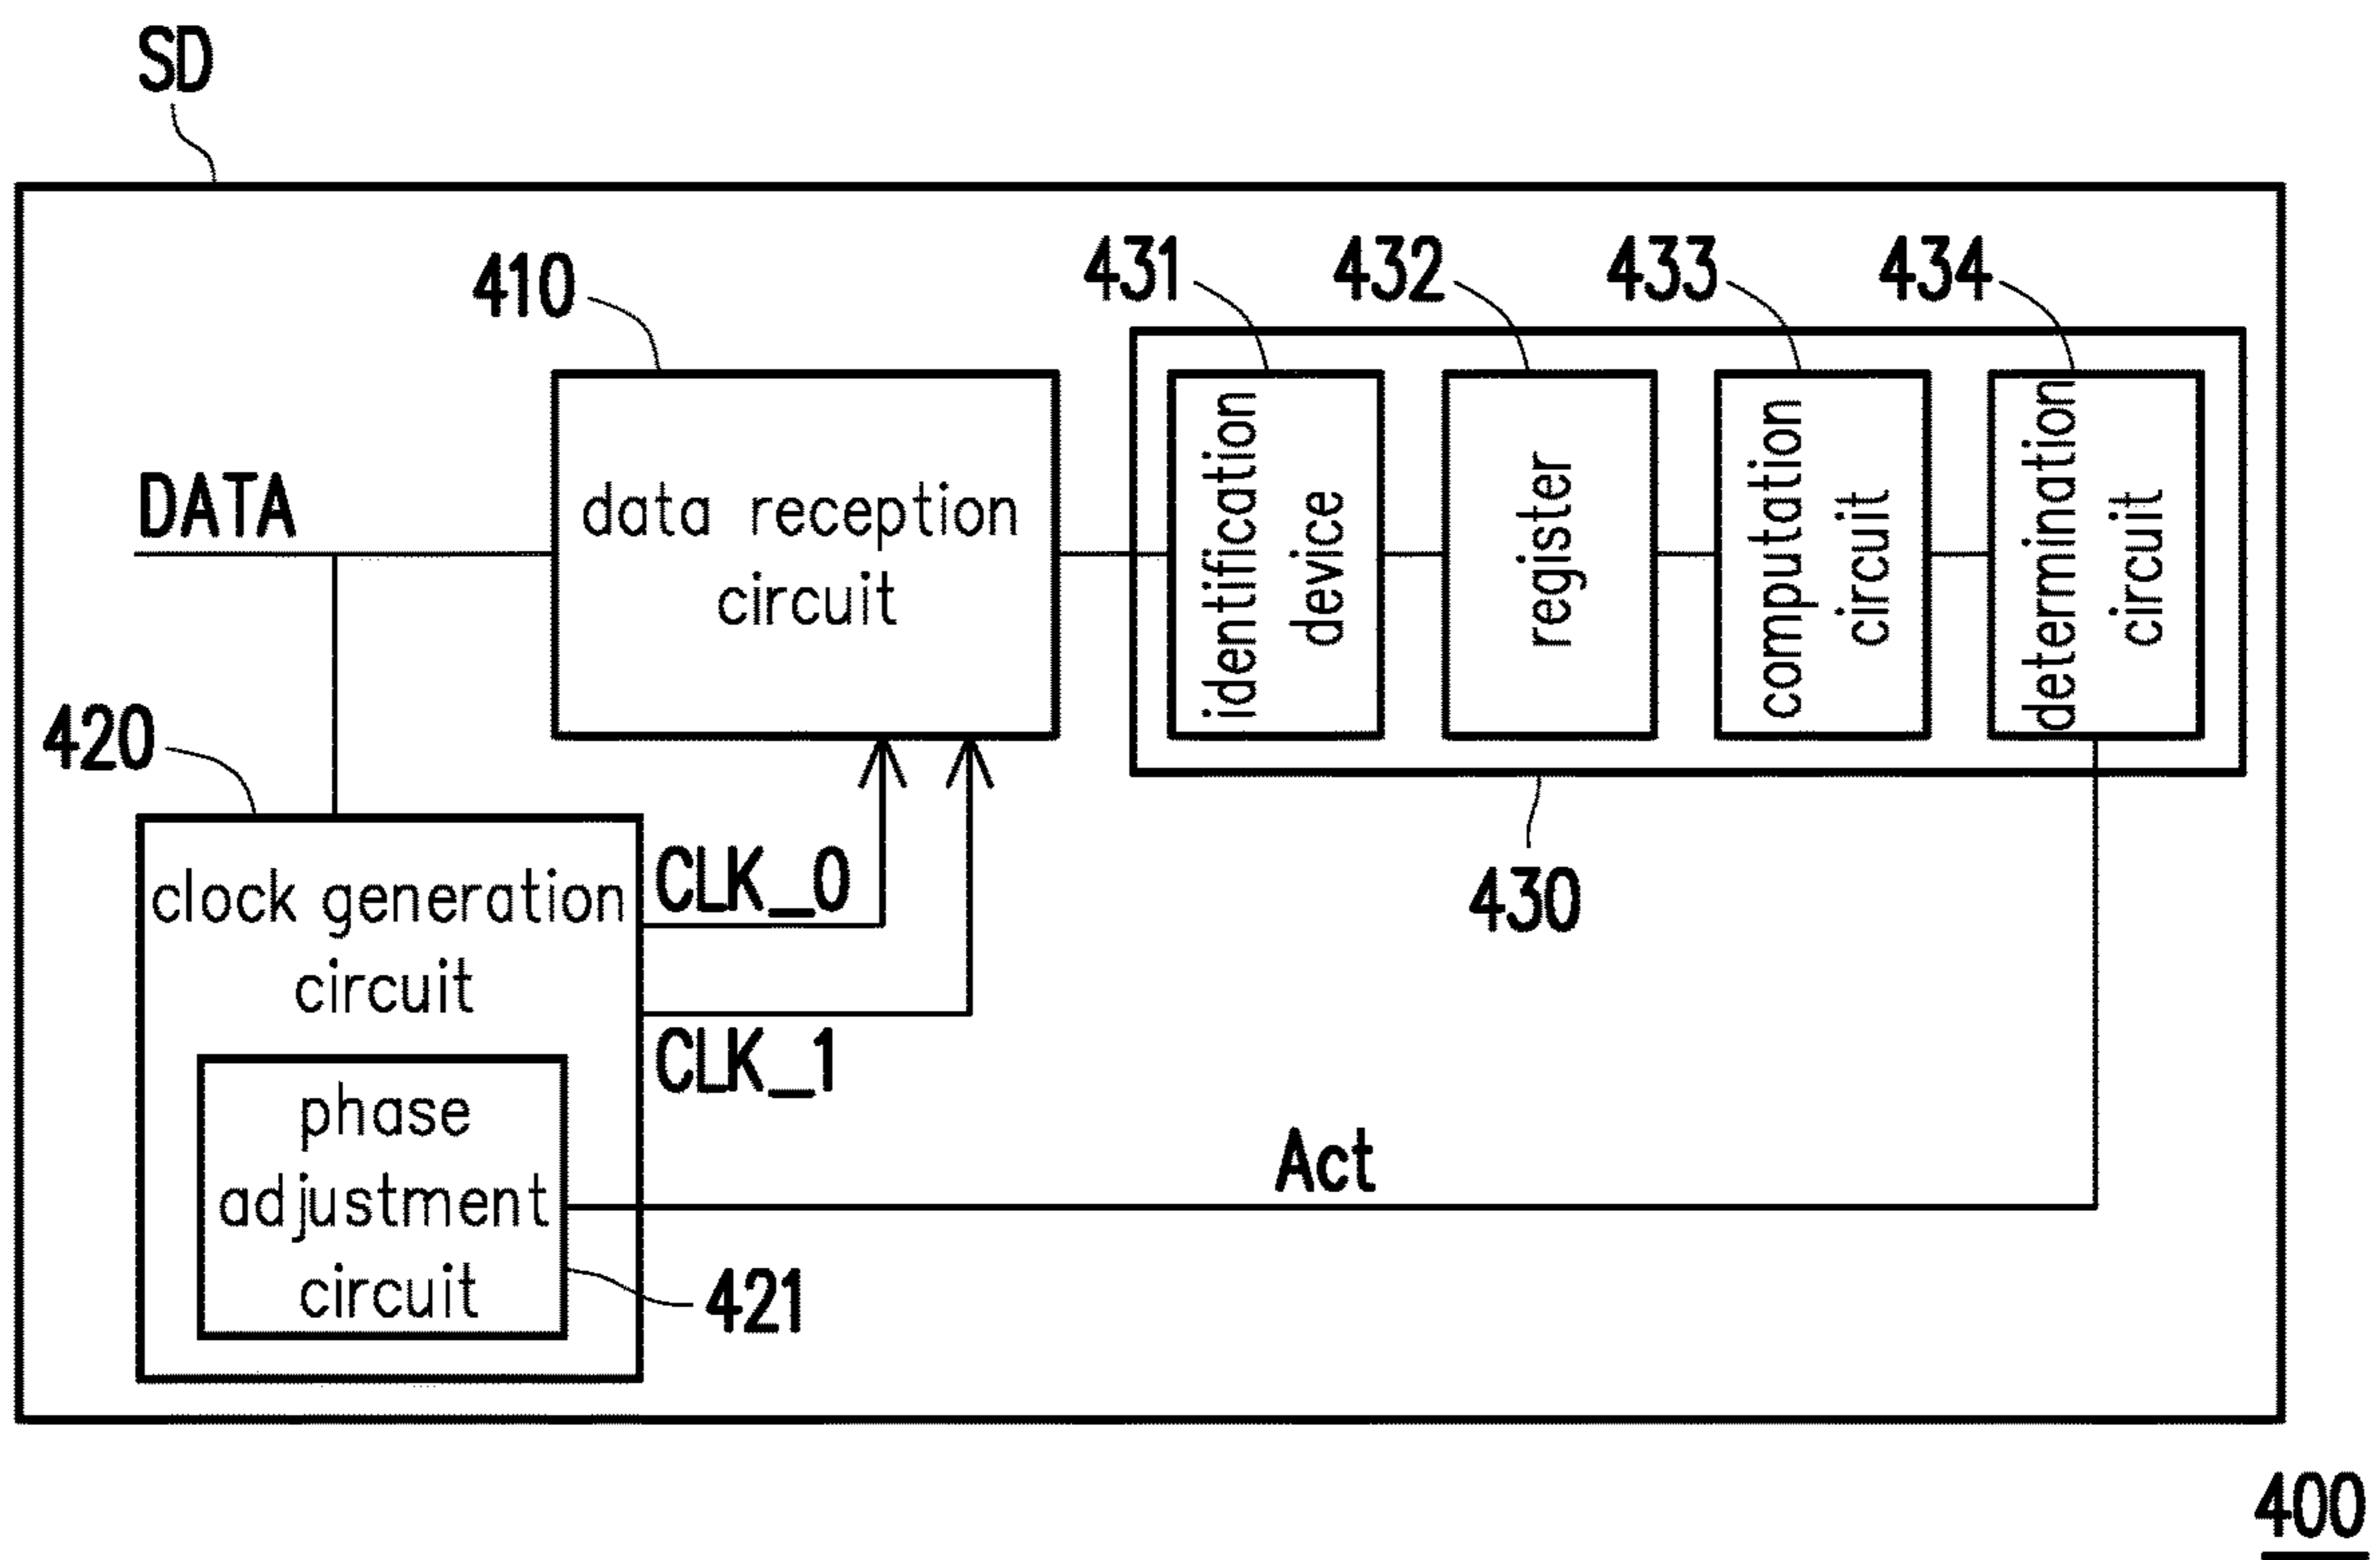 SD
410
431
432
433
434
DATA
data reception
circuit
identification
device
register
computation
circuit
determination
circuit
420
430
clock generation
circuit
CLK_0
CLK_1
phase
adjustment
circuit
Act
421
400